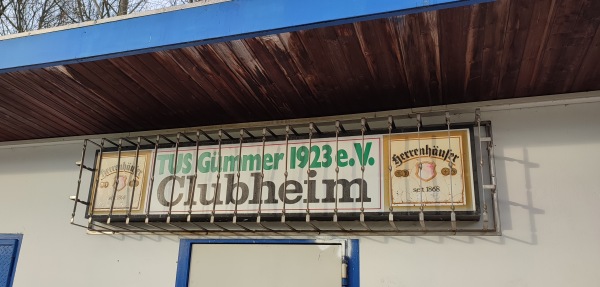 TUS Gümmer 1923 e.V.
Clubheim
Herrenhäuser
seit 1868